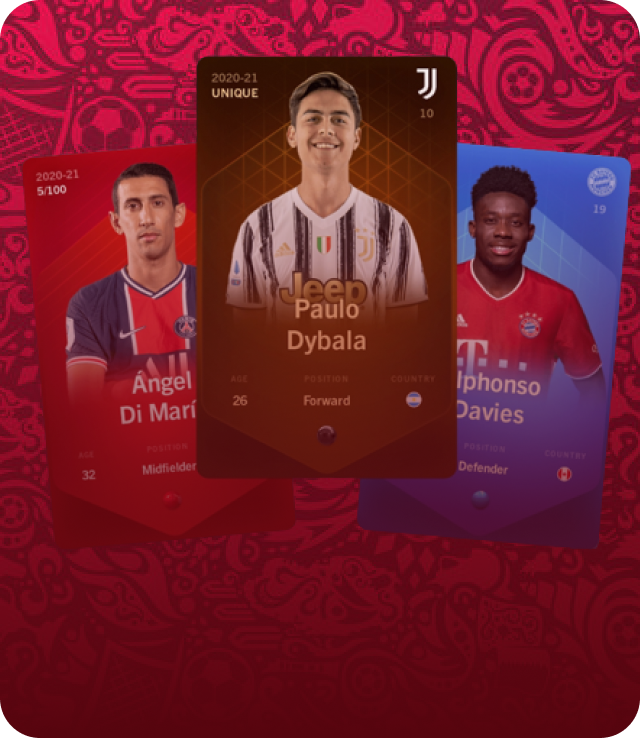 2020-21
5/100
Ángel
Di Marí
AGE
POSITION
32
Midfielder
2020-21
UNIQUE
10
Jeep
Paulo
Dybala
AGE
POSITION
COUNTRY
26
Forward
19
lphonso
Davies
POSITION
COUNTRY
Defender